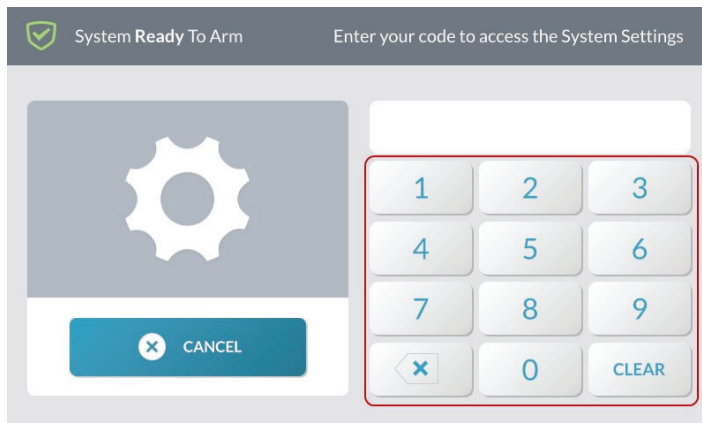 System Ready To Arm
Enter your code to access the System Settings
1 2 3
4 5 6
7 8 9
0 CLEAR
CANCEL